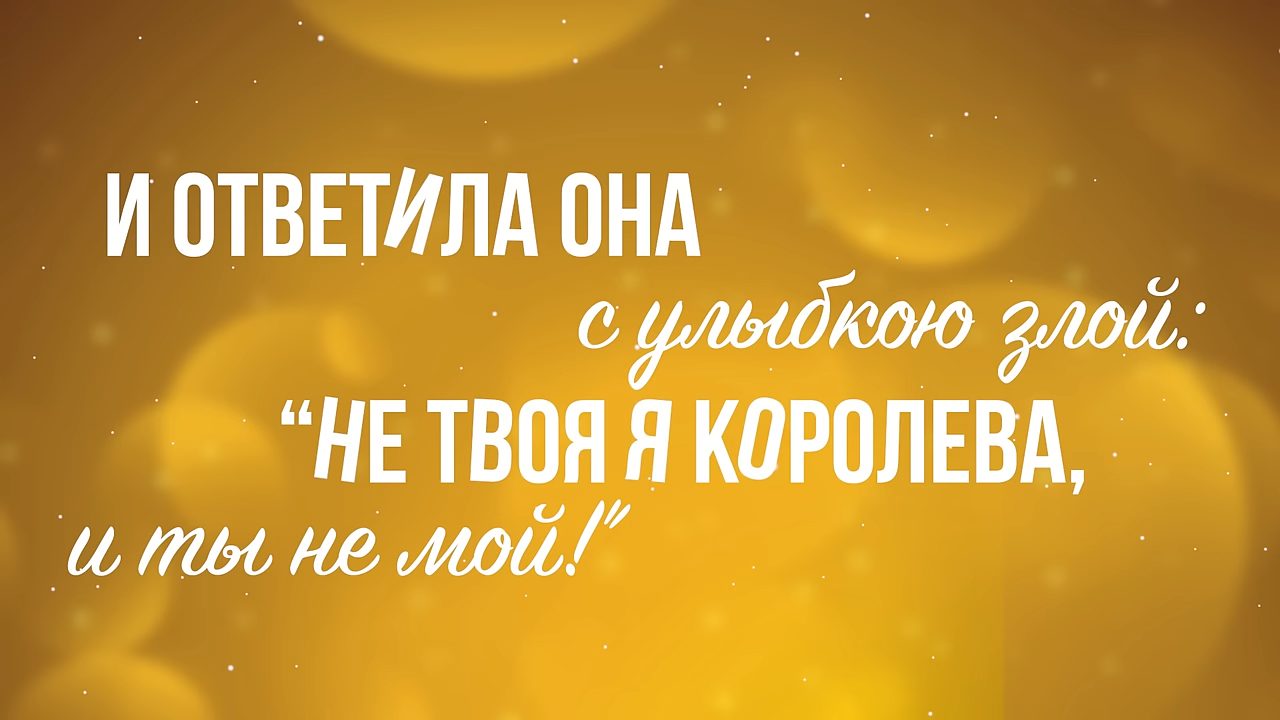 И ОТВЕТИЛА ОНА
с улыбкою злой:
“НЕ ТВОЯ Я КОРОЛЕВА,
и ты не мой!”